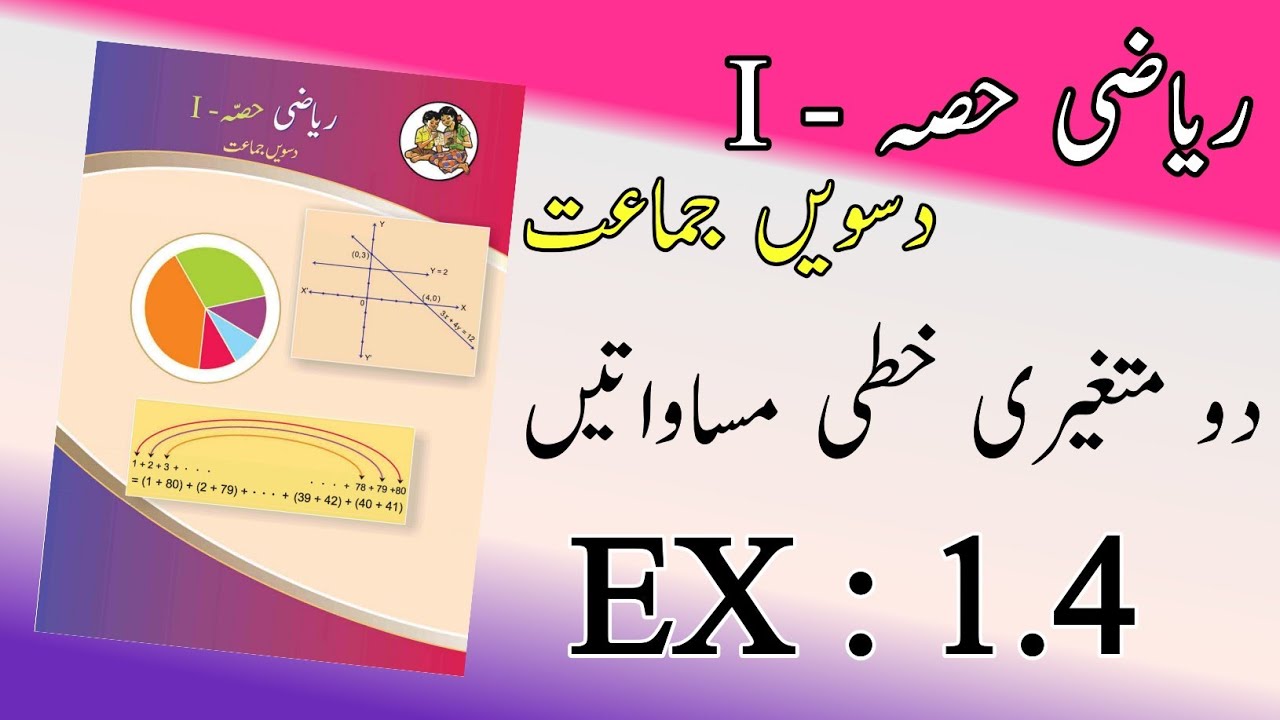 ریاضی حصہ - I
دسویں جماعت
دو متغیری خطی مساواتیں
EX : 1.4
ریاضی حصّہ - I
دسویں جماعت
Y
(0,3)
Y = 2
X'
0
(4,0)
X
3x + 4y = 12
Y'
1 + 2 + 3 + · · · · · · · + 78 + 79 +80
= (1 + 80) + (2 + 79) + · · · · + (39 + 42) + (40 + 41)